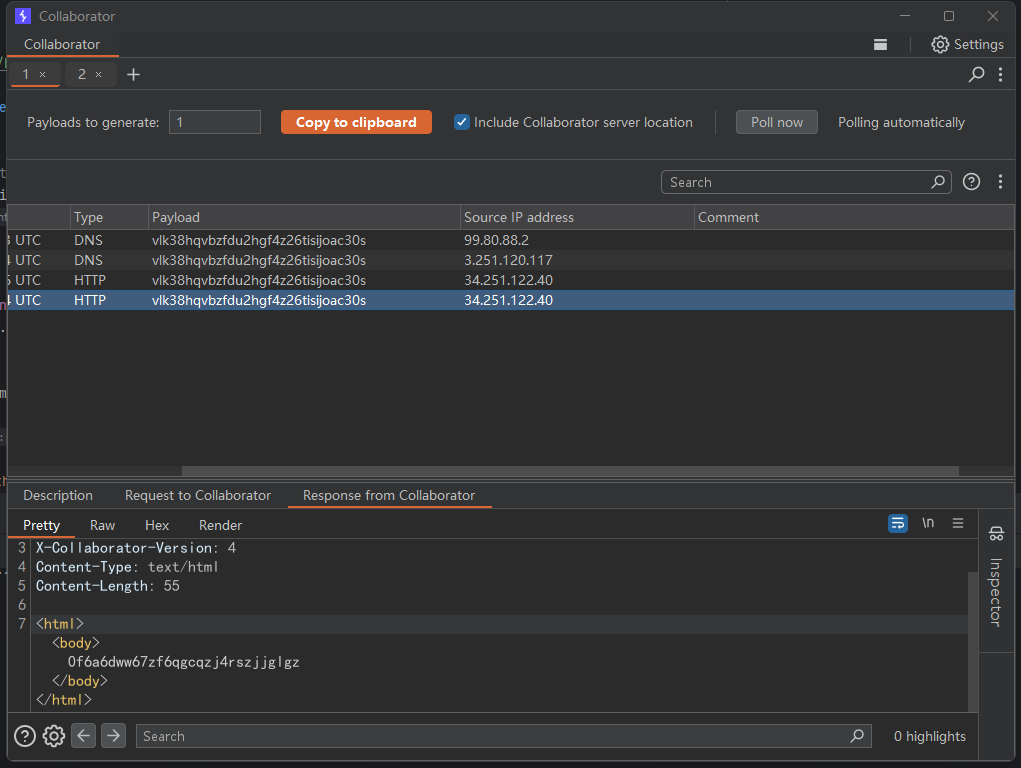 Collaborator
Collaborator
Settings
1 × 2 × +
Payloads to generate: 1 Copy to clipboard Include Collaborator server location Poll now Polling automatically
Search
Type Payload Source IP address Comment
UTC DNS vlk38hqvbzfdu2hgf4z26tisijoac30s 99.80.88.2
UTC DNS vlk38hqvbzfdu2hgf4z26tisijoac30s 3.251.120.117
UTC HTTP vlk38hqvbzfdu2hgf4z26tisijoac30s 34.251.122.40
UTC HTTP vlk38hqvbzfdu2hgf4z26tisijoac30s 34.251.122.40
Description Request to Collaborator Response from Collaborator
Pretty Raw Hex Render \n
3 X-Collaborator-Version: 4
4 Content-Type: text/html
5 Content-Length: 55
6
7 <html>
<body>
0f6a6dww67zf6qgcqzj4rszjjglgz
</body>
</html>
Inspector
Search 0 highlights